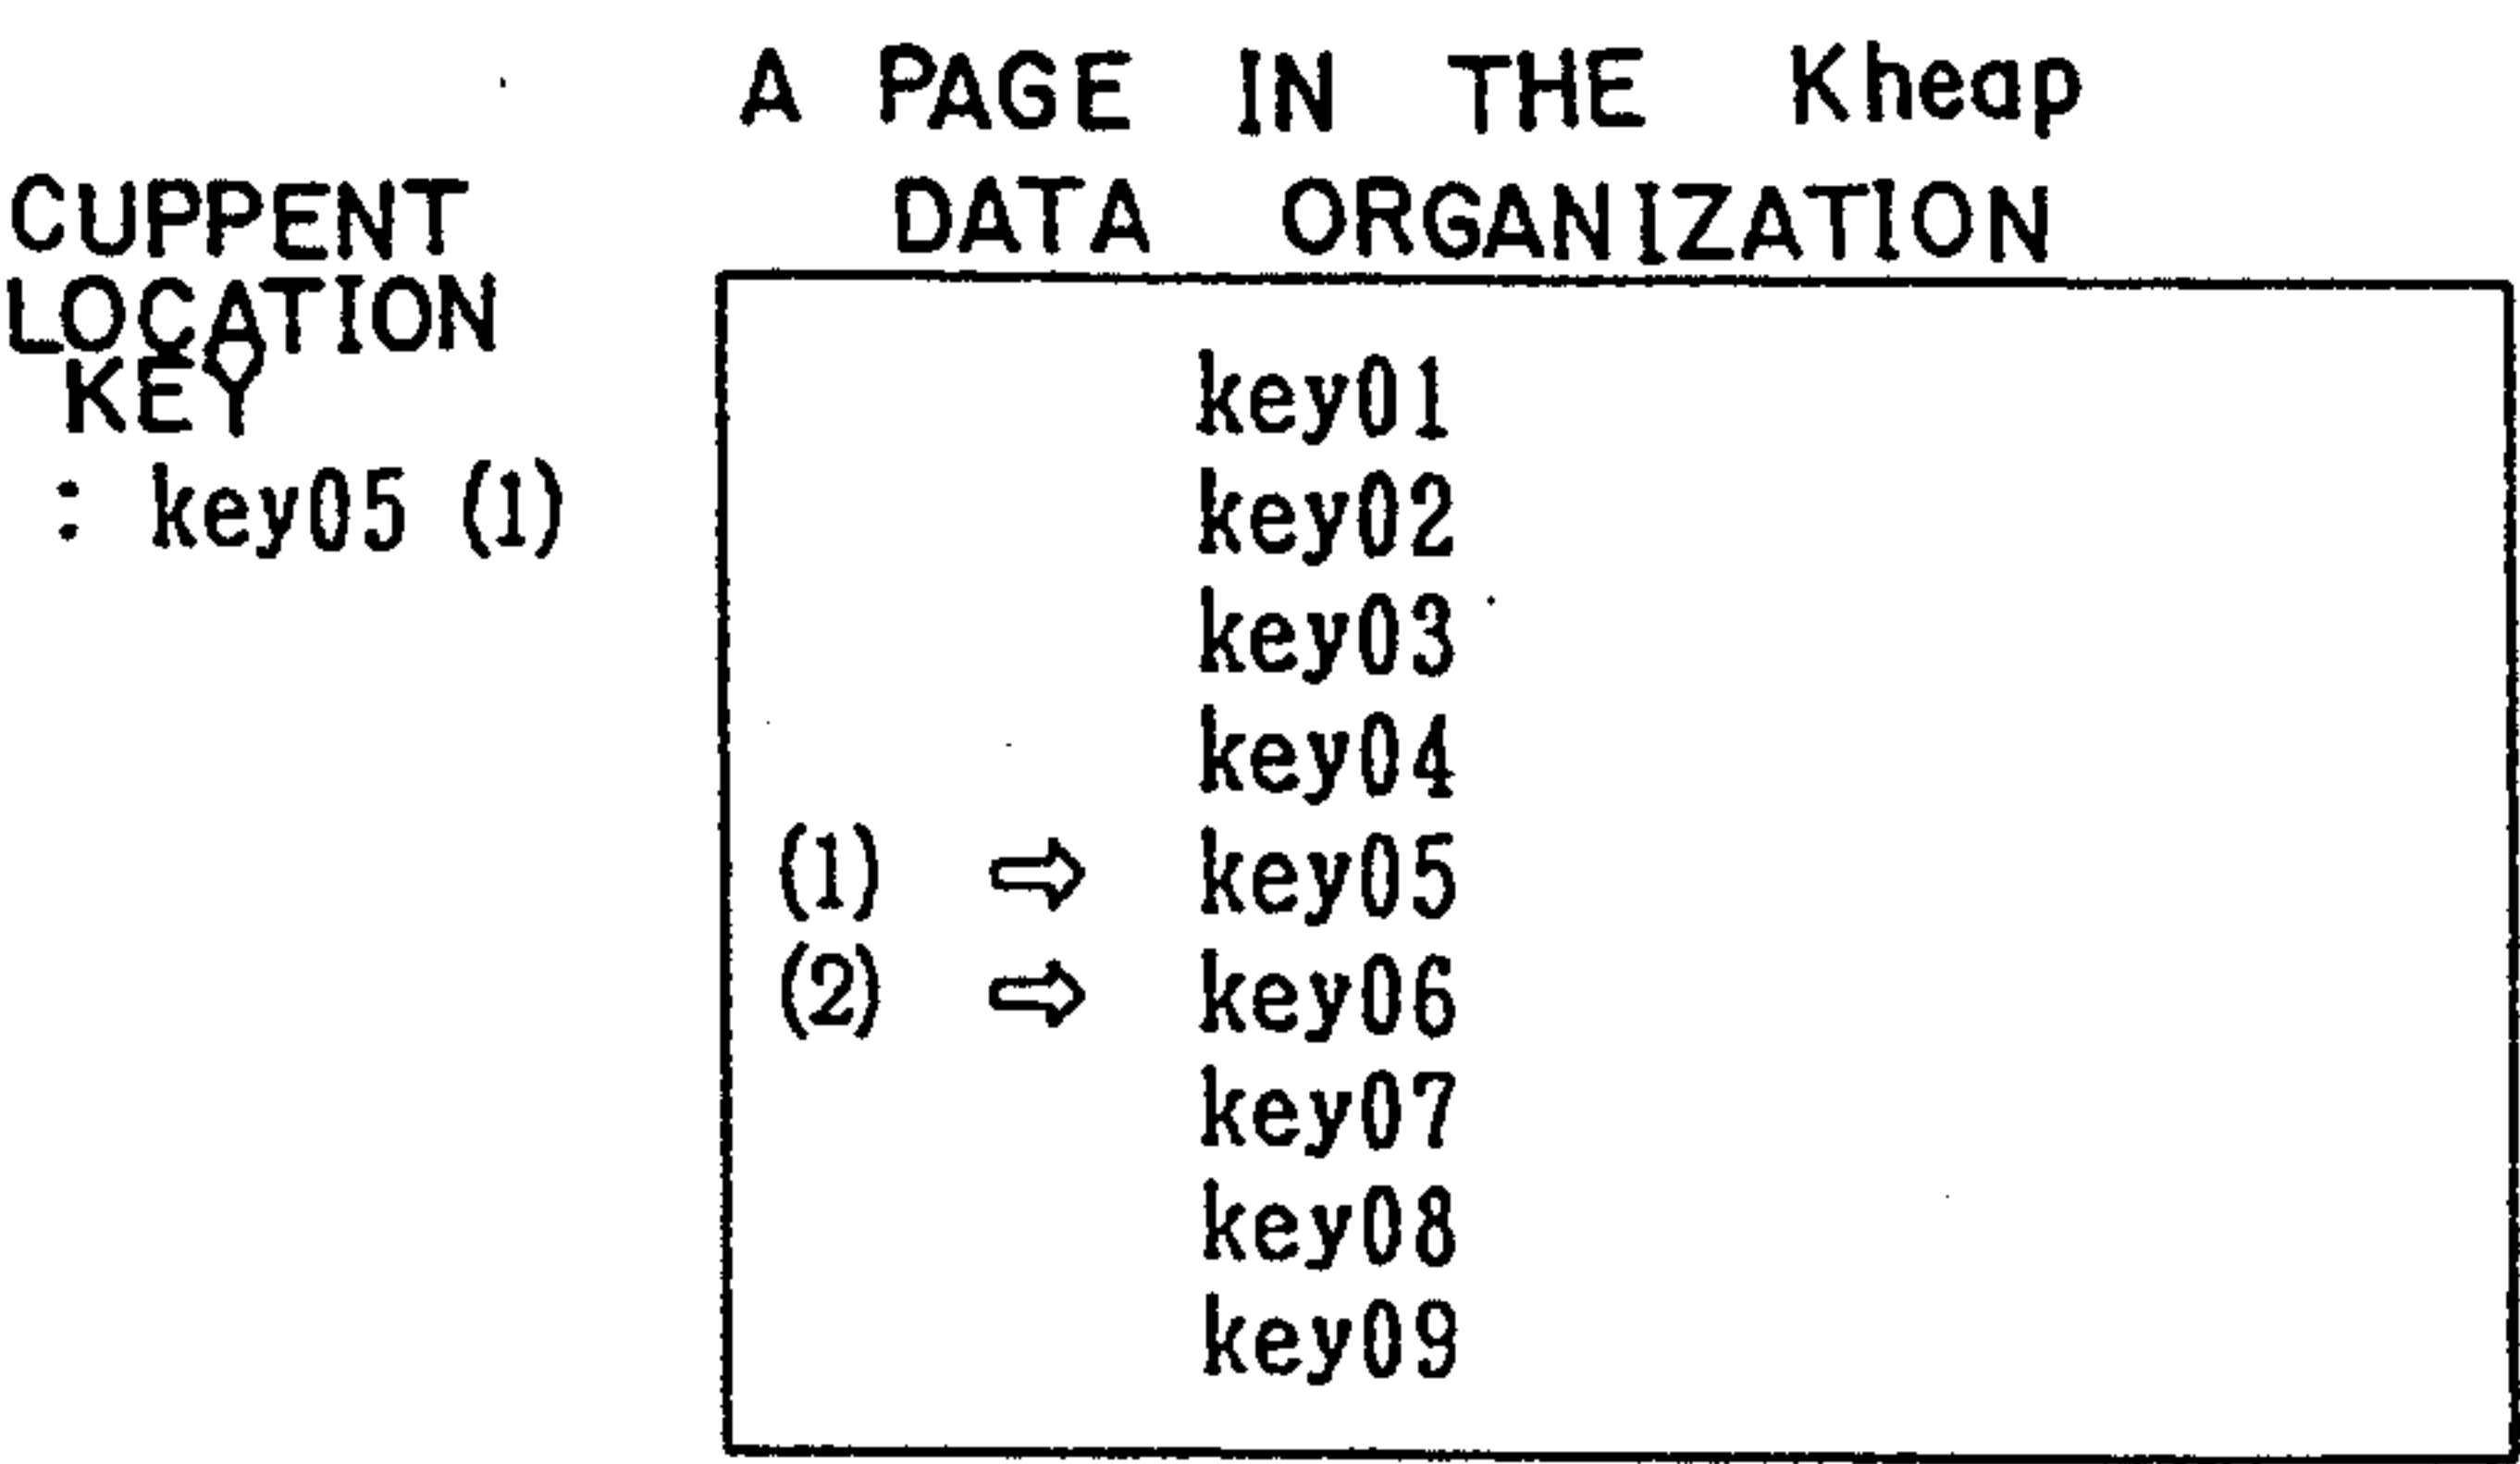 A PAGE IN THE Kheap
DATA ORGANIZATION
CUPPENT
LOCATION
KEY
: key05 (1)
key01
key02
key03
key04
(1) ⇨ key05
(2) ⇨ key06
key07
key08
key09